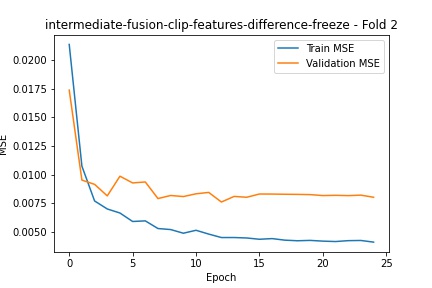 intermediate-fusion-clip-features-difference-freeze - Fold 2
Train MSE
Validation MSE
0.0200
0.0175
0.0150
0.0125
0.0100
0.0075
0.0050
MSE
0 5 10 15 20 25
Epoch